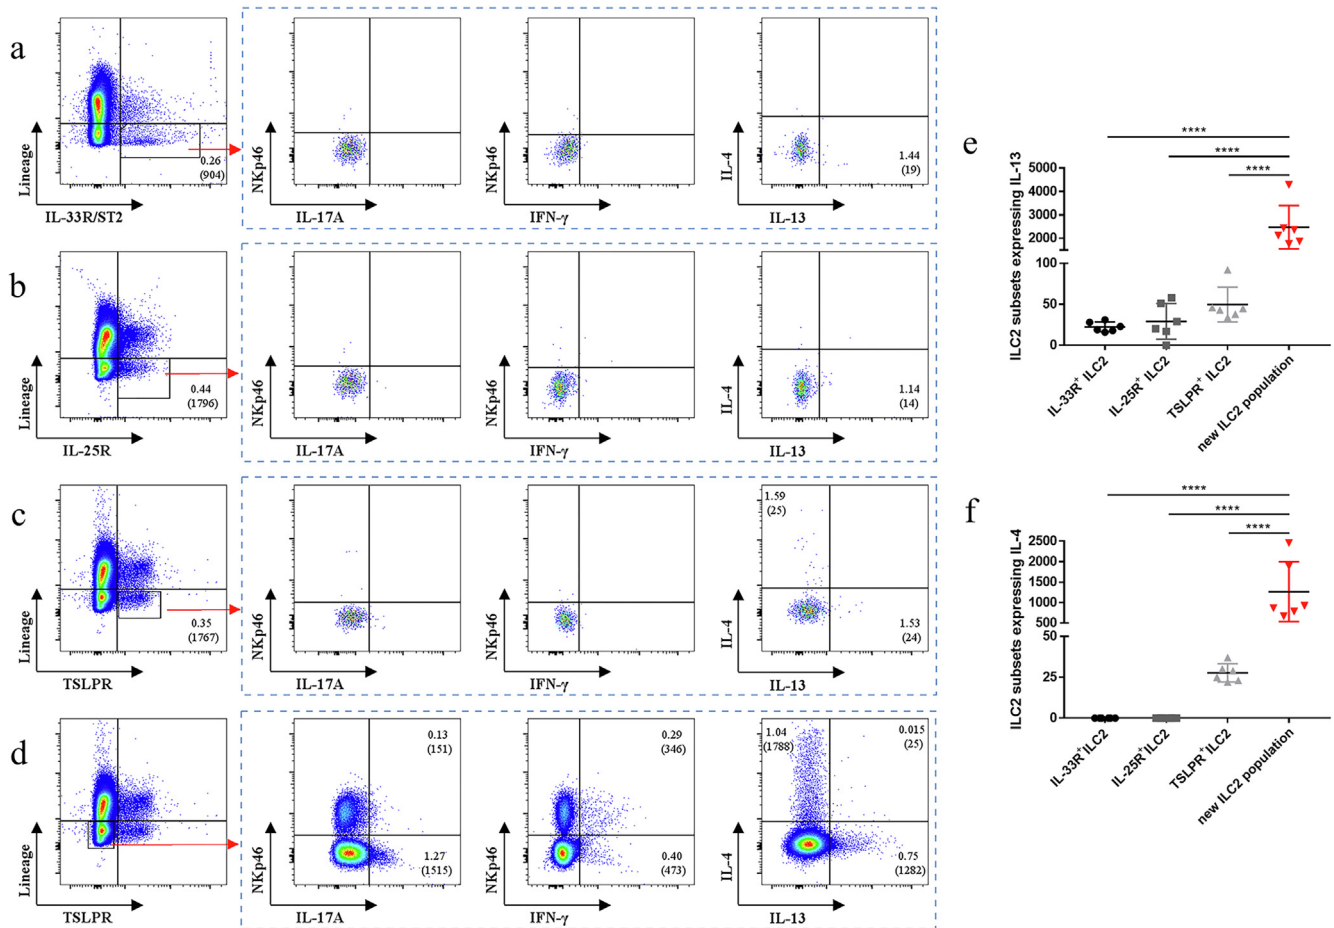 a
Lineage
IL-33R/ST2
0.26
(904)
NKp46
IL-17A
NKp46
IFN-γ
IL-4
IL-13
1.44
(19)
b
Lineage
IL-25R
0.44
(1796)
NKp46
IL-17A
NKp46
IFN-γ
IL-4
IL-13
1.14
(14)
c
Lineage
TSLPR
0.35
(1767)
NKp46
IL-17A
NKp46
IFN-γ
1.59
(25)
IL-4
IL-13
1.53
(24)
d
Lineage
TSLPR
NKp46
IL-17A
0.13
(151)
1.27
(1515)
NKp46
IFN-γ
0.29
(346)
0.40
(473)
IL-4
IL-13
1.04
(1788)
0.015
(25)
0.75
(1282)
e
ILC2 subsets expressing IL-13
****
****
****
5000
4000
3000
2000
100
50
0
IL-33R+ ILC2
IL-25R+ ILC2
TSLPR+ ILC2
new ILC2 population
f
ILC2 subsets expressing IL-4
****
****
****
2500
2000
1500
1000
500
50
25
0
IL-33R+ILC2
IL-25R+ILC2
TSLPR+ILC2
new ILC2 population